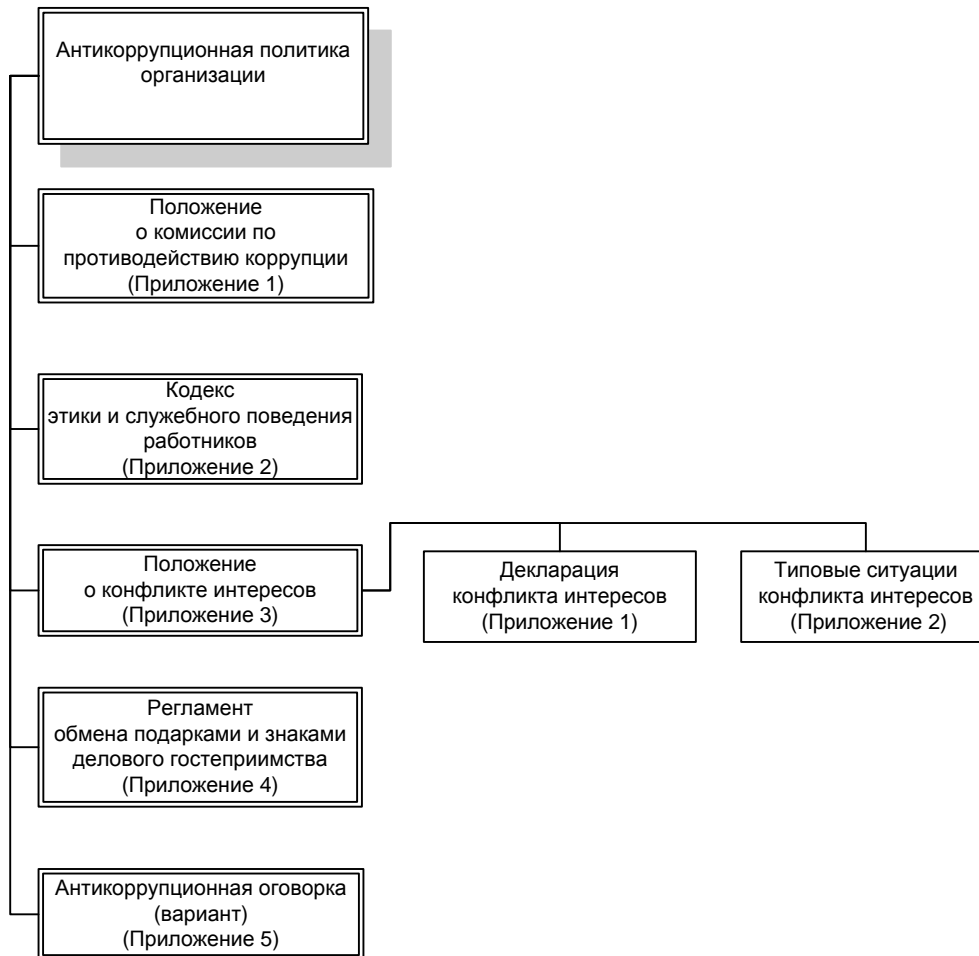 Антикоррупционная политика
организации
Положение
о комиссии по
противодействию коррупции
(Приложение 1)
Кодекс
этики и служебного поведения
работников
(Приложение 2)
Положение
о конфликте интересов
(Приложение 3)
Декларация
конфликта интересов
(Приложение 1)
Типовые ситуации
конфликта интересов
(Приложение 2)
Регламент
обмена подарками и знаками
делового гостеприимства
(Приложение 4)
Антикоррупционная оговорка
(вариант)
(Приложение 5)